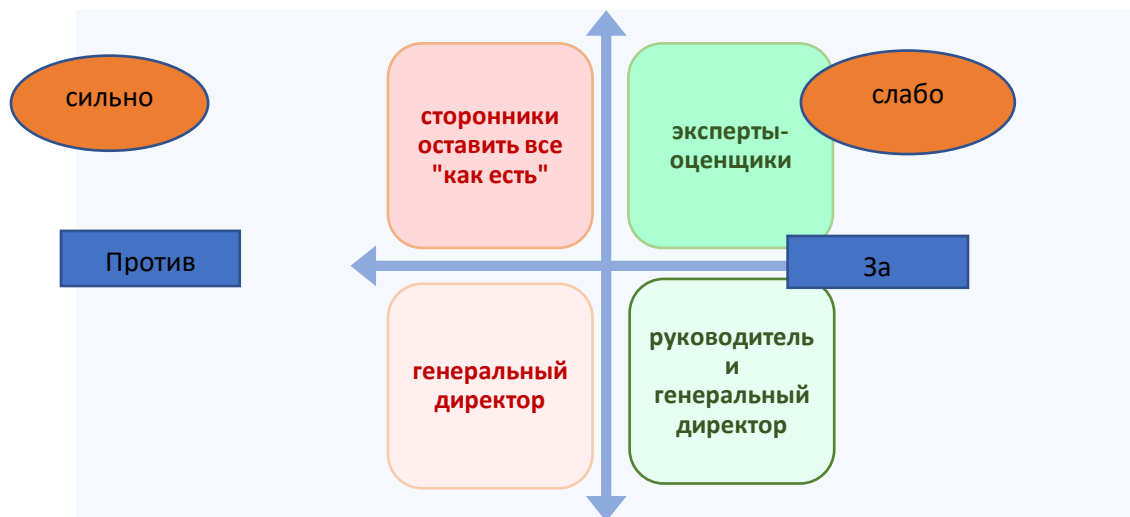 сильно
сторонники
оставить все
"как есть"
эксперты-
оценщики
слабо
Против
За
генеральный
директор
руководитель
и
генеральный
директор